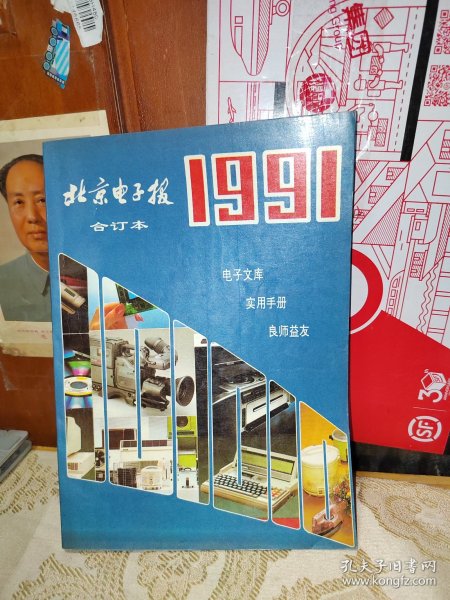 北京电子报
1991
合订本
电子文库
实用手册
良师益友
SF
孔夫子旧书网
www.kongfz.com